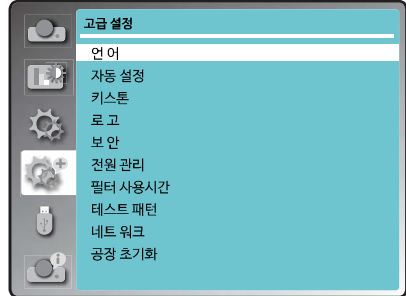 고급 설정
언 어
자동 설정
키스톤
로 고
보 안
전원 관리
필터 사용시간
테스트 패턴
네트 워크
공장 초기화